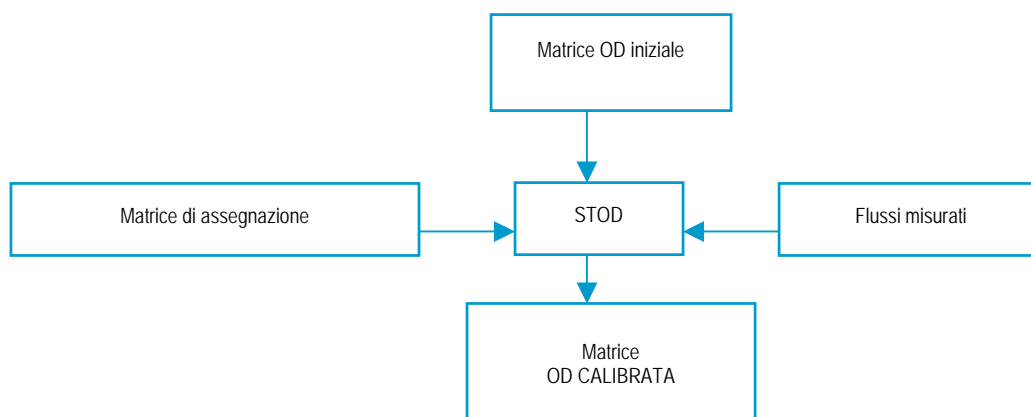 Matrice OD iniziale
Matrice di assegnazione
STOD
Flussi misurati
Matrice
OD CALIBRATA